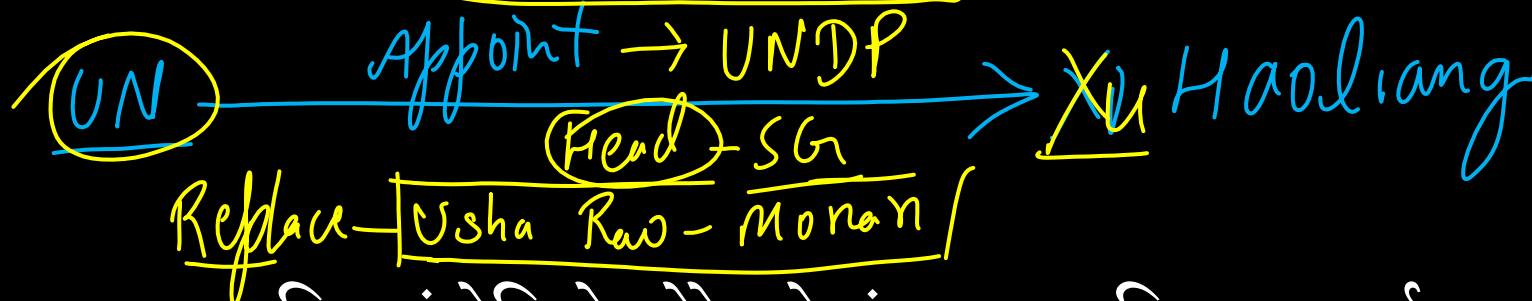 UN Appoint → UNDP Xu Haoliang
Head - SG
Replace - Usha Rao - Monari